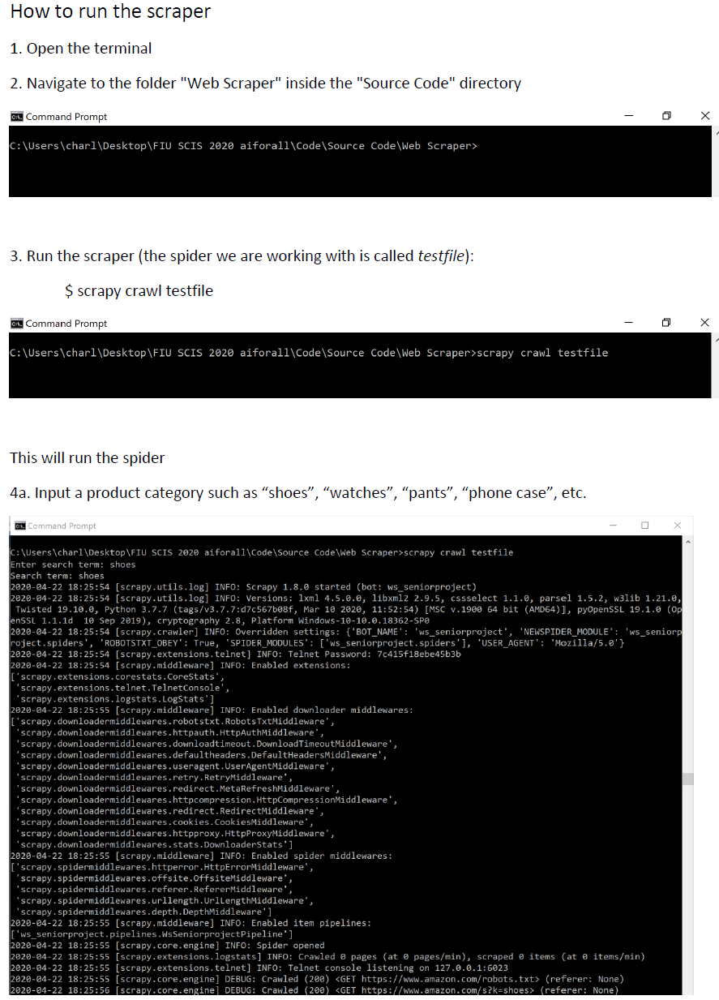 How to run the scraper
1. Open the terminal
2. Navigate to the folder "Web Scraper" inside the "Source Code" directory
Command Prompt
C:\Users\charl\Desktop\FIU SCIS 2020 aiforall\Code\Source Code\Web Scraper>
3. Run the scraper (the spider we are working with is called testfile):
$ scrapy crawl testfile
Command Prompt
C:\Users\charl\Desktop\FIU SCIS 2020 aiforall\Code\Source Code\Web Scraper>scrapy crawl testfile
This will run the spider
4a. Input a product category such as “shoes”, “watches”, “pants”, “phone case”, etc.
Command Prompt
C:\Users\charl\Desktop\FIU SCIS 2020 aiforall\Code\Source Code\Web Scraper>scrapy crawl testfile
Enter search term: shoes
Search term: shoes
2020-04-22 18:25:54 [scrapy.utils.log] INFO: Scrapy 1.8.0 started (bot: ws_seniorproject)
2020-04-22 18:25:54 [scrapy.utils.log] INFO: Versions: lxml 4.5.0.0, libxml2 2.9.5, cssselect 1.1.0, parsel 1.5.2, w3lib 1.21.0,
Twisted 19.10.0, Python 3.7.7 (tags/v3.7.7:d7c567b08f, Mar 10 2020, 11:52:54) [MSC v.1900 64 bit (AMD64)], pyOpenSSL 19.1.0 (Op
enSSL 1.1.1d  10 Sep 2019), cryptography 2.8, Platform Windows-10-10.0.18362-SP0
2020-04-22 18:25:54 [scrapy.crawler] INFO: Overridden settings: {'BOT_NAME': 'ws_seniorproject', 'NEWSPIDER_MODULE': 'ws_seniorp
roject.spiders', 'ROBOTSTXT_OBEY': True, 'SPIDER_MODULES': ['ws_seniorproject.spiders'], 'USER_AGENT': 'Mozilla/5.0'}
2020-04-22 18:25:54 [scrapy.extensions.telnet] INFO: Telnet Password: 7c415f18ebe45b3b
2020-04-22 18:25:54 [scrapy.middleware] INFO: Enabled extensions:
['scrapy.extensions.corestats.CoreStats',
'scrapy.extensions.telnet.TelnetConsole',
'scrapy.extensions.logstats.LogStats']
2020-04-22 18:25:55 [scrapy.middleware] INFO: Enabled downloader middlewares:
['scrapy.downloadermiddlewares.robotstxt.RobotsTxtMiddleware',
'scrapy.downloadermiddlewares.httpauth.HttpAuthMiddleware',
'scrapy.downloadermiddlewares.downloadtimeout.DownloadTimeoutMiddleware',
'scrapy.downloadermiddlewares.defaultheaders.DefaultHeadersMiddleware',
'scrapy.downloadermiddlewares.useragent.UserAgentMiddleware',
'scrapy.downloadermiddlewares.retry.RetryMiddleware',
'scrapy.downloadermiddlewares.redirect.MetaRefreshMiddleware',
'scrapy.downloadermiddlewares.httpcompression.HttpCompressionMiddleware',
'scrapy.downloadermiddlewares.redirect.RedirectMiddleware',
'scrapy.downloadermiddlewares.cookies.CookiesMiddleware',
'scrapy.downloadermiddlewares.httpproxy.HttpProxyMiddleware',
'scrapy.downloadermiddlewares.stats.DownloaderStats']
2020-04-22 18:25:55 [scrapy.middleware] INFO: Enabled spider middlewares:
['scrapy.spidermiddlewares.httperror.HttpErrorMiddleware',
'scrapy.spidermiddlewares.offsite.OffsiteMiddleware',
'scrapy.spidermiddlewares.referer.RefererMiddleware',
'scrapy.spidermiddlewares.urllength.UrlLengthMiddleware',
'scrapy.spidermiddlewares.depth.DepthMiddleware']
2020-04-22 18:25:55 [scrapy.middleware] INFO: Enabled item pipelines:
['ws_seniorproject.pipelines.WsSeniorprojectPipeline']
2020-04-22 18:25:55 [scrapy.core.engine] INFO: Spider opened
2020-04-22 18:25:55 [scrapy.extensions.logstats] INFO: Crawled 0 pages (at 0 pages/min), scraped 0 items (at 0 items/min)
2020-04-22 18:25:55 [scrapy.extensions.telnet] INFO: Telnet console listening on 127.0.0.1:6023
2020-04-22 18:25:55 [scrapy.core.engine] DEBUG: Crawled (200) <GET https://www.amazon.com/robots.txt> (referer: None)
2020-04-22 18:25:56 [scrapy.core.engine] DEBUG: Crawled (200) <GET https://www.amazon.com/s?k=shoes> (referer: None)